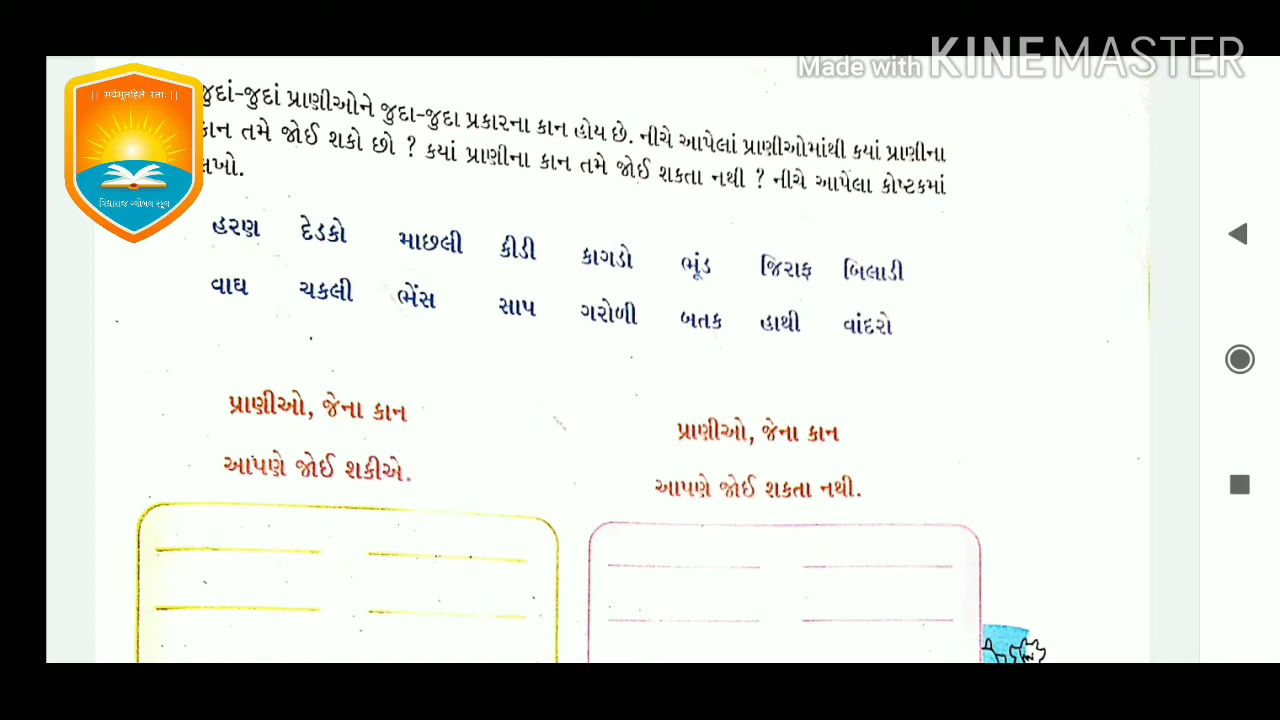 Made with KINEMASTER
|| सर्वभूतहिते रताः ||
જુદાં-જુદાં પ્રાણીઓને જુદા-જુદા પ્રકારના કાન હોય છે. નીચે આપેલાં પ્રાણીઓમાંથી કયાં પ્રાણીના
કાન તમે જોઈ શકો છો ? કયાં પ્રાણીના કાન તમે જોઈ શકતા નથી ? નીચે આપેલા કોષ્ટકમાં
લખો.
હરણ દેડકો માછલી કીડી કાગડો ભૂંડ જિરાફ બિલાડી
વાઘ ચકલી ભેંસ સાપ ગરોળી બતક હાથી વાંદરો
પ્રાણીઓ, જેના કાન
આપણે જોઈ શકીએ.
પ્રાણીઓ, જેના કાન
આપણે જોઈ શકતા નથી.